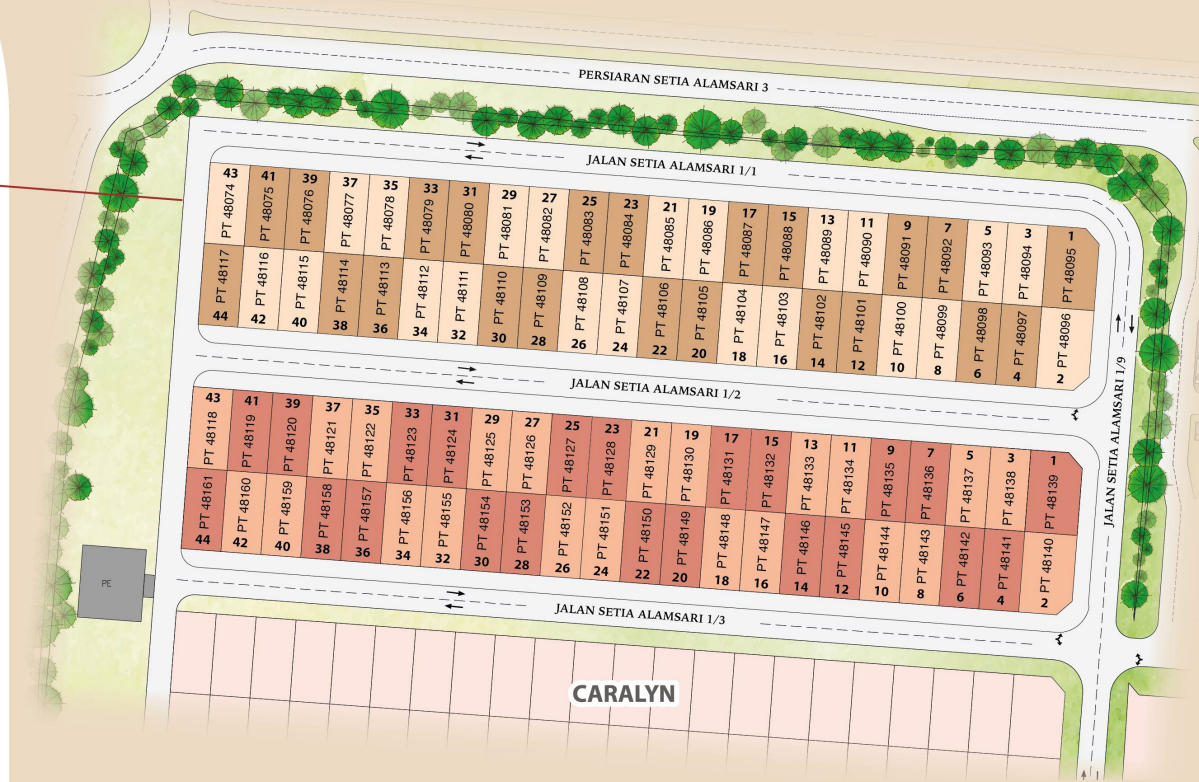 PERSIARAN SETIA ALAMSARI 3
JALAN SETIA ALAMSARI 1/1
43 41 39 37 35 33 31 29 27 25 23 21 19 17 15 13 11 9 7 5 3 1
PT 48074 PT 48075 PT 48076 PT 48077 PT 48078 PT 48079 PT 48080 PT 48081 PT 48082 PT 48083 PT 48084 PT 48085 PT 48086 PT 48087 PT 48088 PT 48089 PT 48090 PT 48091 PT 48092 PT 48093 PT 48094 PT 48095
PT 48117 PT 48116 PT 48115 PT 48114 PT 48113 PT 48112 PT 48111 PT 48110 PT 48109 PT 48108 PT 48107 PT 48106 PT 48105 PT 48104 PT 48103 PT 48102 PT 48101 PT 48100 PT 48099 PT 48098 PT 48097 PT 48096
44 42 40 38 36 34 32 30 28 26 24 22 20 18 16 14 12 10 8 6 4 2
JALAN SETIA ALAMSARI 1/9
JALAN SETIA ALAMSARI 1/2
43 41 39 37 35 33 31 29 27 25 23 21 19 17 15 13 11 9 7 5 3 1
PT 48118 PT 48119 PT 48120 PT 48121 PT 48122 PT 48123 PT 48124 PT 48125 PT 48126 PT 48127 PT 48128 PT 48129 PT 48130 PT 48131 PT 48132 PT 48133 PT 48134 PT 48135 PT 48136 PT 48137 PT 48138 PT 48139
PT 48161 PT 48160 PT 48159 PT 48158 PT 48157 PT 48156 PT 48155 PT 48154 PT 48153 PT 48152 PT 48151 PT 48150 PT 48149 PT 48148 PT 48147 PT 48146 PT 48145 PT 48144 PT 48143 PT 48142 PT 48141 PT 48140
44 42 40 38 36 34 32 30 28 26 24 22 20 18 16 14 12 10 8 6 4 2
PE
JALAN SETIA ALAMSARI 1/3
CARALYN